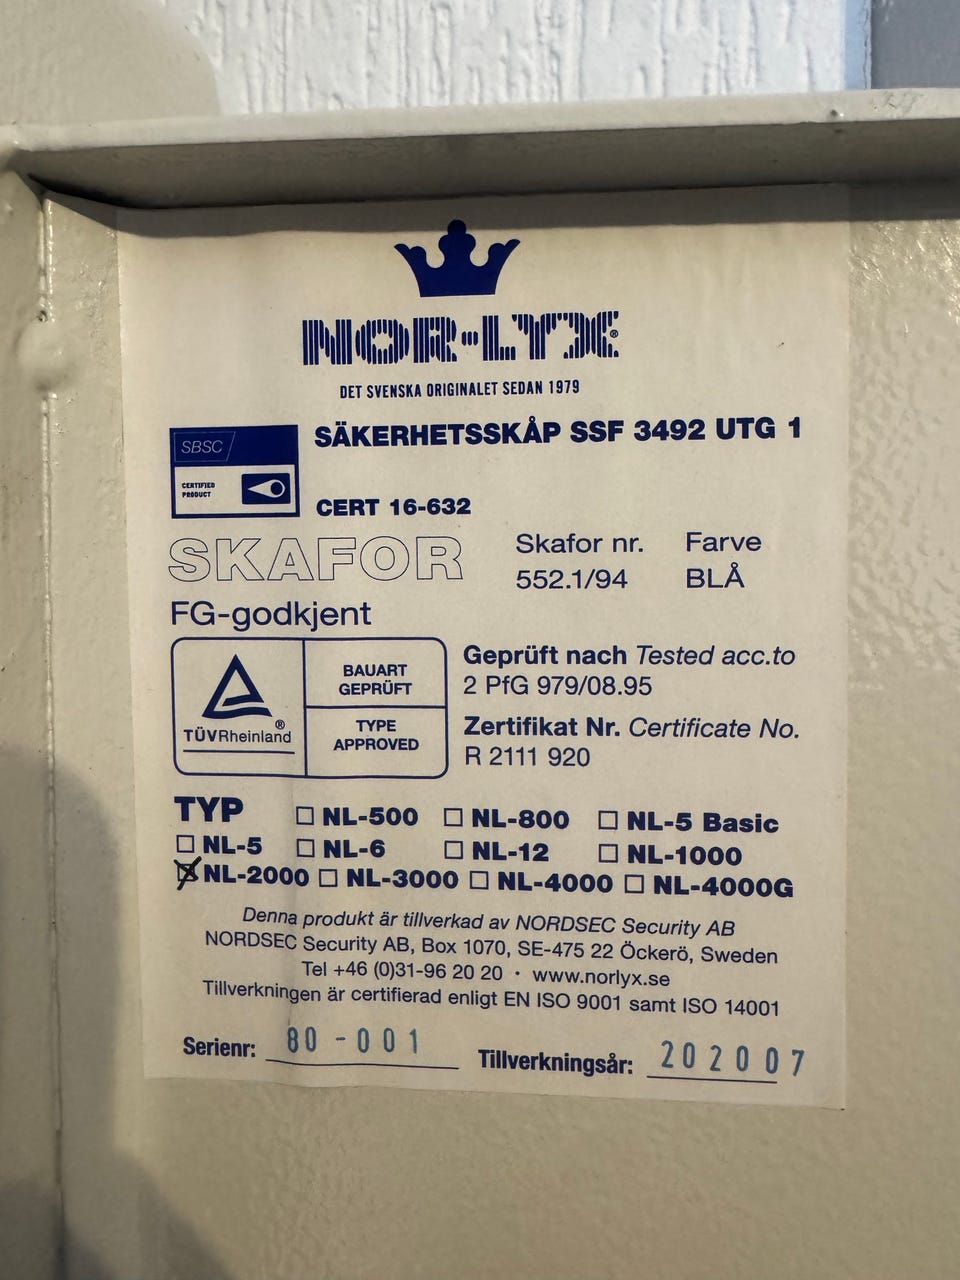 NOR-LYX®
DET SVENSKA ORIGINALET SEDAN 1979
SBSC
CERTIFIED
PRODUCT
SÄKERHETSSKÅP SSF 3492 UTG 1
CERT 16-632
SKAFOR
FG-godkjent
Skafor nr. Farve
552.1/94 BLÅ
TÜVRheinland ®
BAUART
GEPRÜFT
TYPE
APPROVED
Geprüft nach Tested acc.to
2 PfG 979/08.95
Zertifikat Nr. Certificate No.
R 2111 920
TYP ☐ NL-500 ☐ NL-800 ☐ NL-5 Basic
☐ NL-5 ☐ NL-6 ☐ NL-12 ☐ NL-1000
☒ NL-2000 ☐ NL-3000 ☐ NL-4000 ☐ NL-4000G
Denna produkt är tillverkad av NORDSEC Security AB
NORDSEC Security AB, Box 1070, SE-475 22 Öckerö, Sweden
Tel +46 (0)31-96 20 20 · www.norlyx.se
Tillverkningen är certifierad enligt EN ISO 9001 samt ISO 14001
Serienr: 80-001 Tillverkningsår: 202007